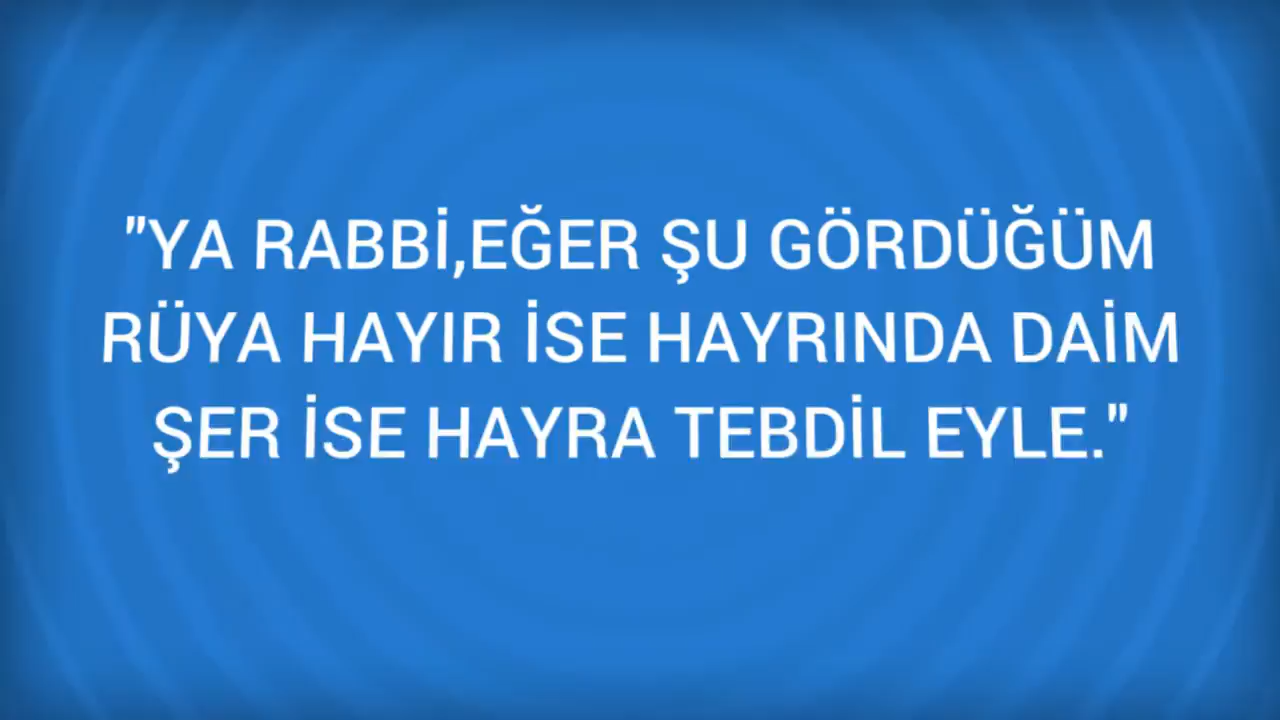 "YA RABBİ,EĞER ŞU GÖRDÜĞÜM
RÜYA HAYIR İSE HAYRINDA DAİM
ŞER İSE HAYRA TEBDİL EYLE."